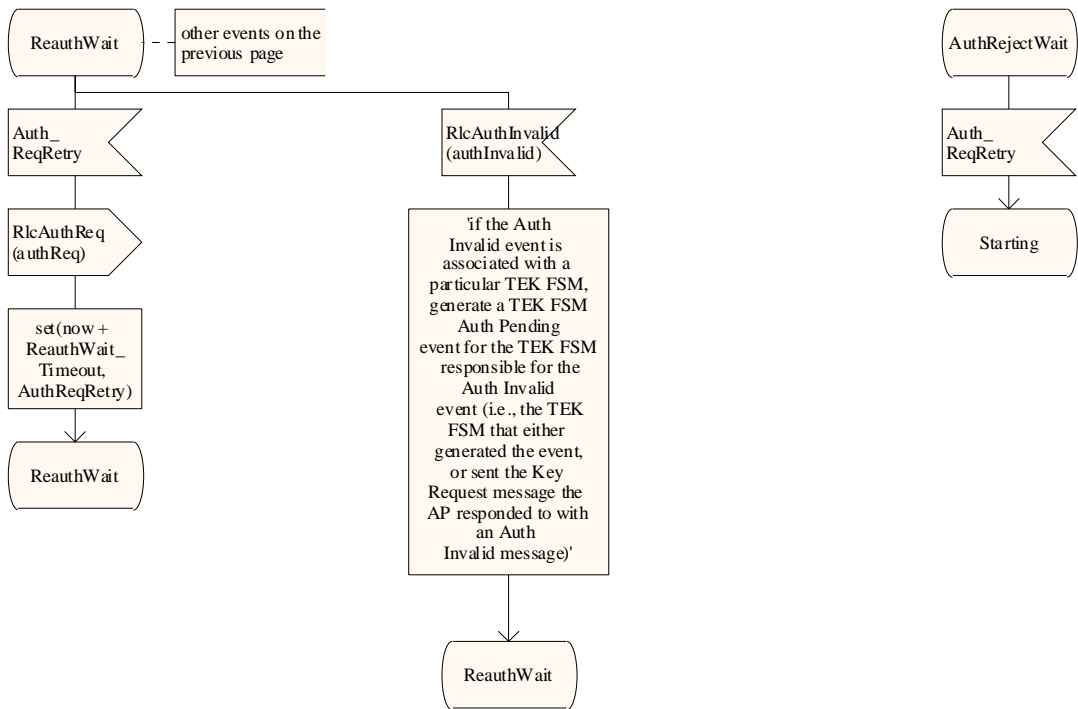 ReauthWait
other events on the
previous page
AuthRejectWait
Auth_
ReqRetry
RlcAuthInvalid
(authInvalid)
Auth_
ReqRetry
RlcAuthReq
(authReq)
'if the Auth
Invalid event is
associated with a
particular TEK FSM,
generate a TEK FSM
Auth Pending
event for the TEK FSM
responsible for the
Auth Invalid
event (i.e., the TEK
FSM that either
generated the event,
or sent the Key
Request message the
AP responded to with
an Auth
Invalid message)'
Starting
set(now +
ReauthWait_
Timeout,
AuthReqRetry)
ReauthWait
ReauthWait